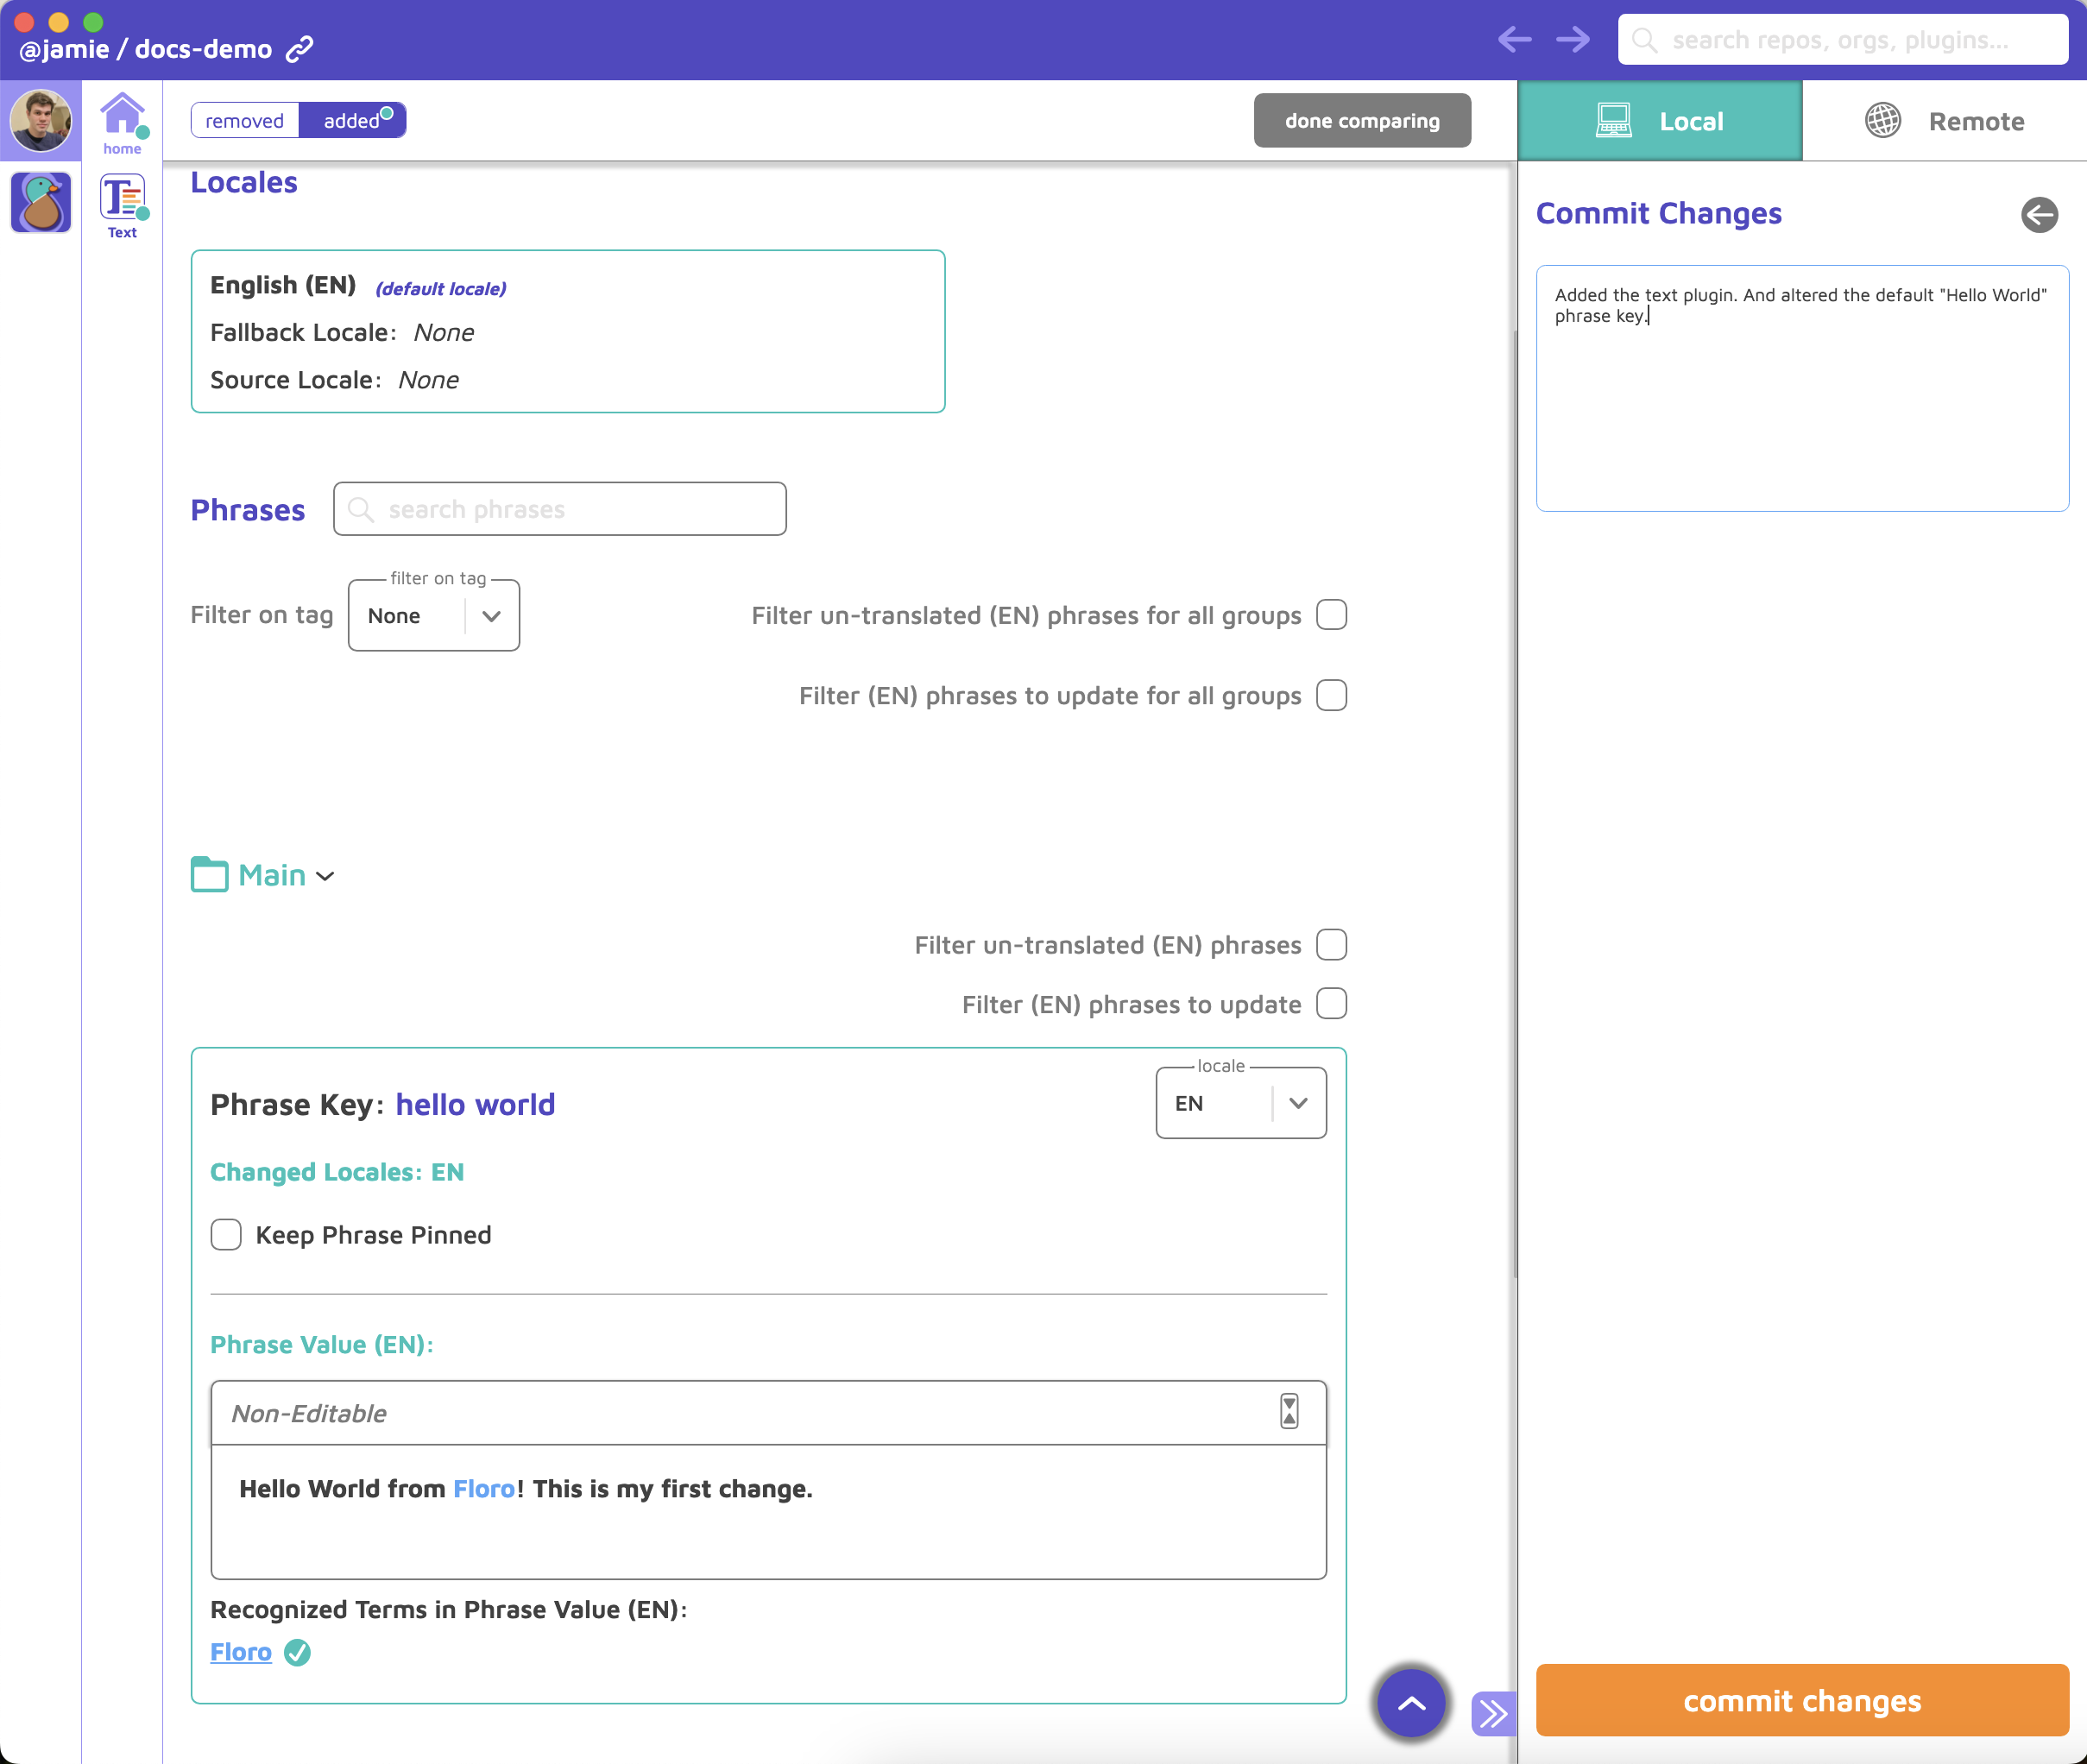 @jamie / docs-demo
search repos, orgs, plugins...
home
Text
removed
added
done comparing
Local
Remote
Locales
English (EN) (default locale)
Fallback Locale: None
Source Locale: None
Phrases
search phrases
filter on tag
Filter on tag
None
Filter un-translated (EN) phrases for all groups
Filter (EN) phrases to update for all groups
Main
Filter un-translated (EN) phrases
Filter (EN) phrases to update
locale
Phrase Key: hello world
EN
Changed Locales: EN
Keep Phrase Pinned
Phrase Value (EN):
Non-Editable
Hello World from Floro! This is my first change.
Recognized Terms in Phrase Value (EN):
Floro
Commit Changes
Added the text plugin. And altered the default "Hello World"
phrase key.
commit changes